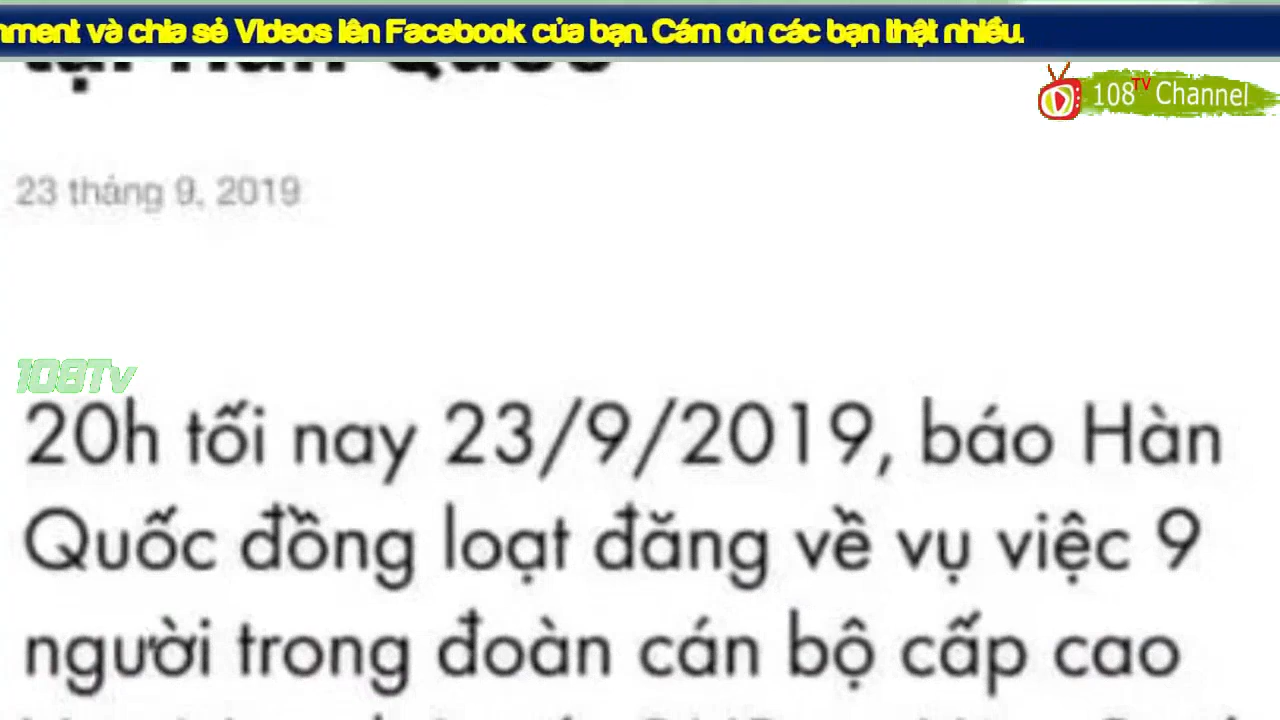 và chia sẻ Videos lên Facebook của bạn. Cám ơn các bạn thật nhiều.
108 TV Channel
23 tháng 9, 2019
108Tv
20h tối nay 23/9/2019, báo Hàn
Quốc đồng loạt đăng về vụ việc 9
người trong đoàn cán bộ cấp cao